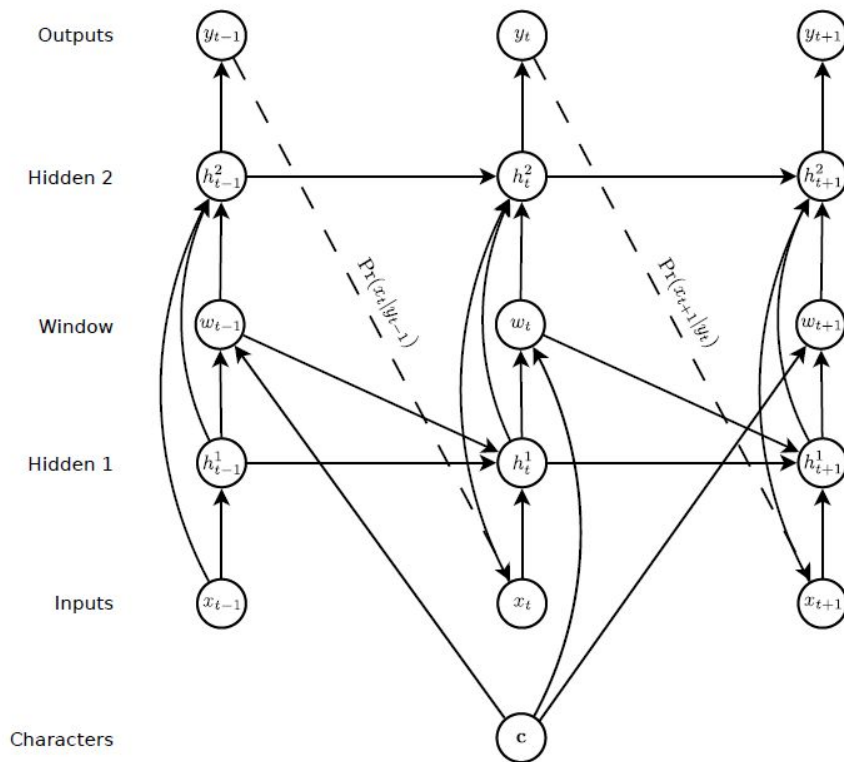 Outputs y_{t−1} y_t y_{t+1}
Hidden 2 h^2_{t−1} h^2_t h^2_{t+1}
Pr(x_t|y_{t−1}) Pr(x_{t+1}|y_t)
Window w_{t−1} w_t w_{t+1}
Hidden 1 h^1_{t−1} h^1_t h^1_{t+1}
Inputs x_{t−1} x_t x_{t+1}
Characters c